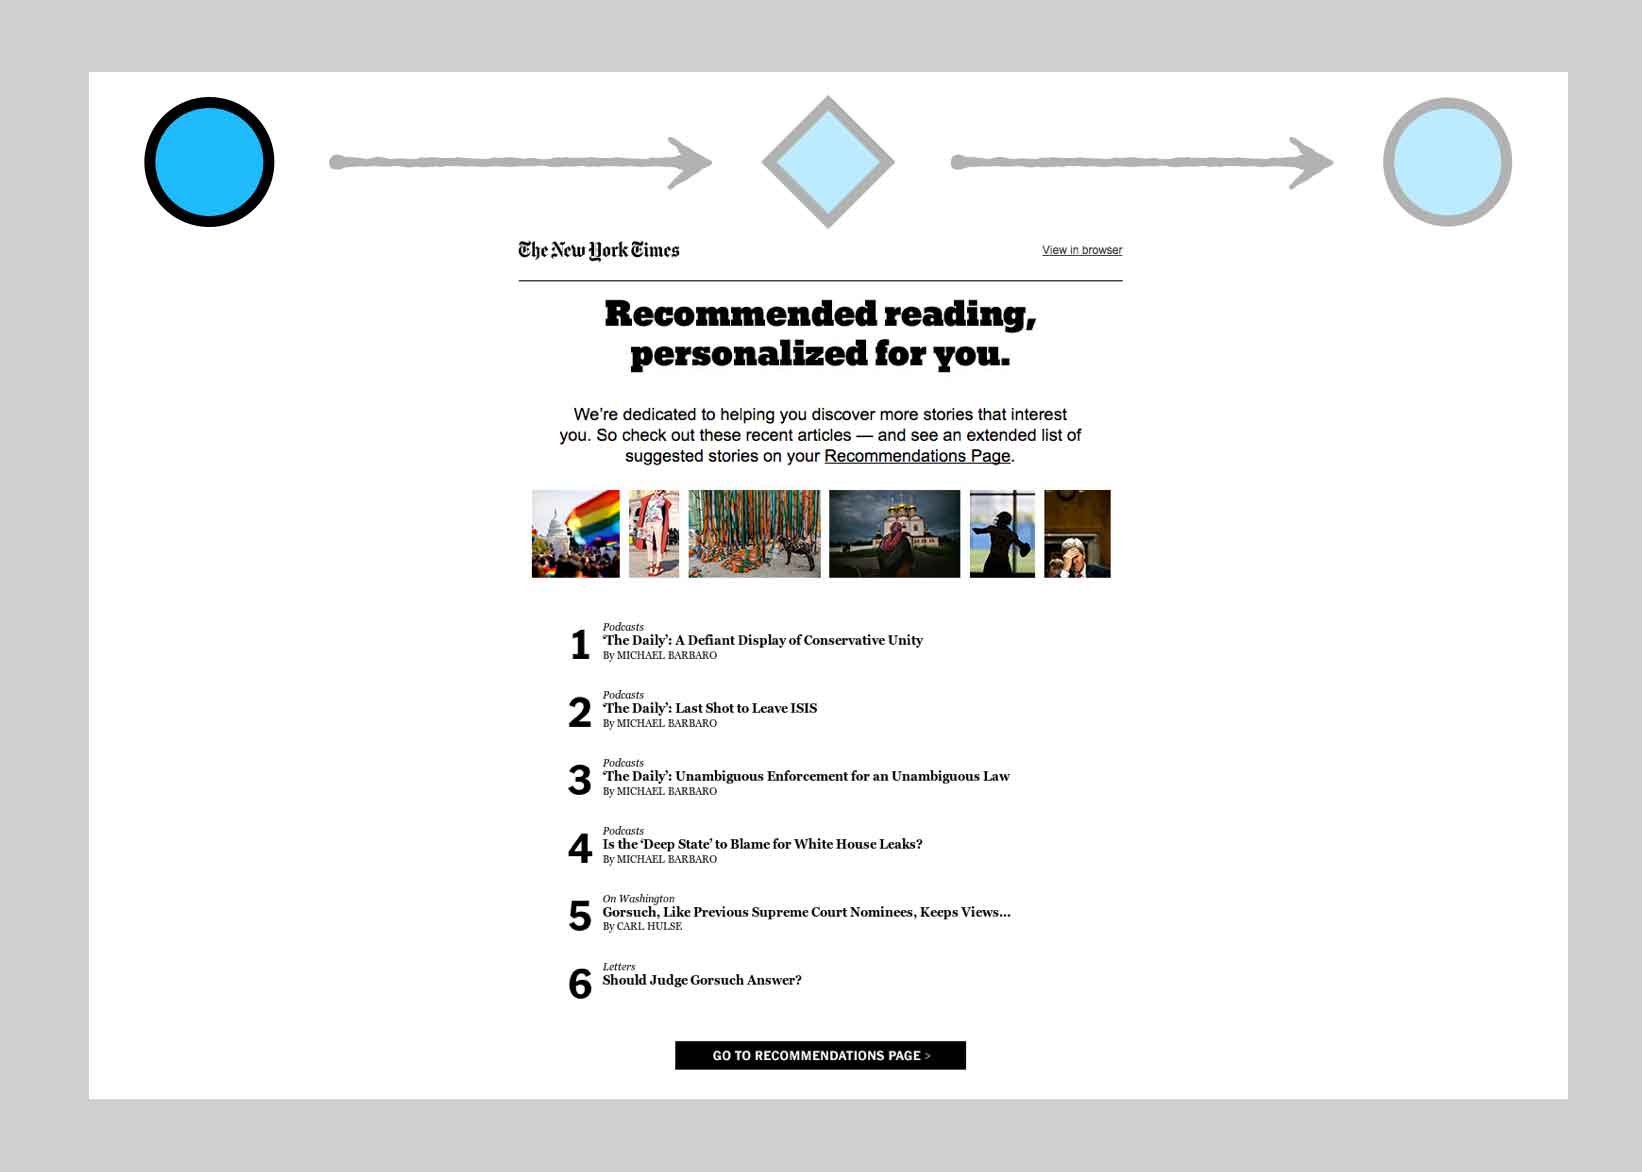 The New York Times
View in browser
Recommended reading,
personalized for you.
We’re dedicated to helping you discover more stories that interest
you. So check out these recent articles — and see an extended list of
suggested stories on your Recommendations Page.
1
Podcasts
‘The Daily’: A Defiant Display of Conservative Unity
By MICHAEL BARBARO
2
Podcasts
‘The Daily’: Last Shot to Leave ISIS
By MICHAEL BARBARO
3
Podcasts
‘The Daily’: Unambiguous Enforcement for an Unambiguous Law
By MICHAEL BARBARO
4
Podcasts
Is the ‘Deep State’ to Blame for White House Leaks?
By MICHAEL BARBARO
5
On Washington
Gorsuch, Like Previous Supreme Court Nominees, Keeps Views...
By CARL HULSE
6
Letters
Should Judge Gorsuch Answer?
GO TO RECOMMENDATIONS PAGE >